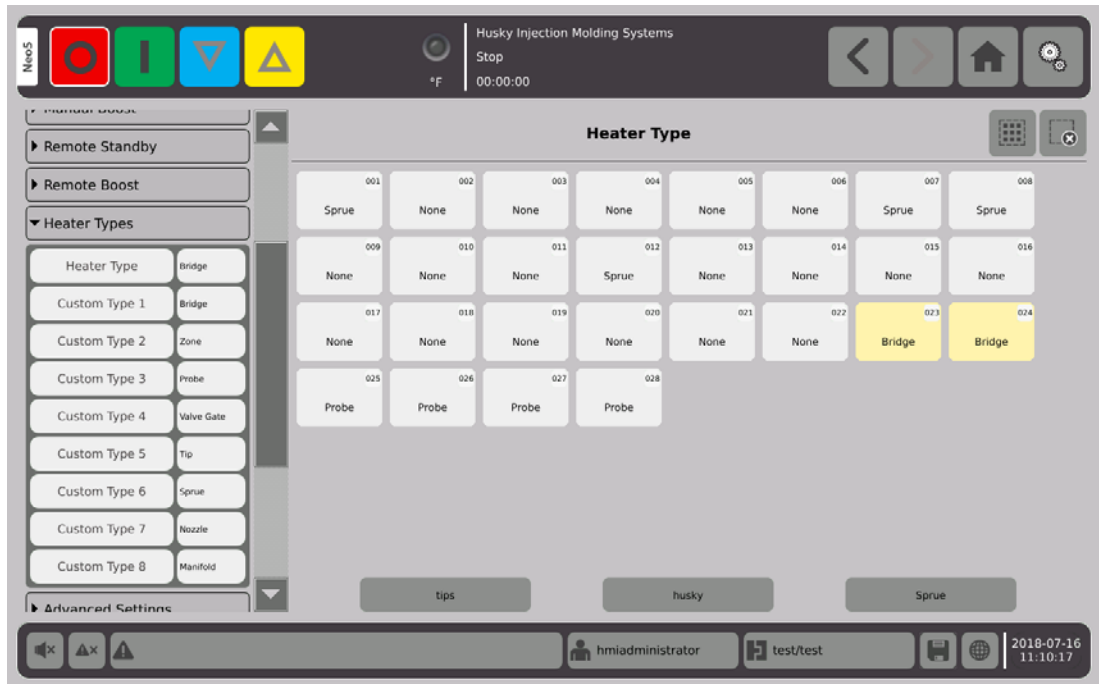 Neo5
Husky Injection Molding Systems
Stop
°F
00:00:00
Manual Boost
Remote Standby
Remote Boost
Heater Types
Heater Type Bridge
Custom Type 1 Bridge
Custom Type 2 Zone
Custom Type 3 Probe
Custom Type 4 Valve Gate
Custom Type 5 Tip
Custom Type 6 Sprue
Custom Type 7 Nozzle
Custom Type 8 Manifold
Advanced Settings
Heater Type
001 002 003 004 005 006 007 008
Sprue None None None None None Sprue Sprue
009 010 011 012 013 014 015 016
None None None Sprue None None None None
017 018 019 020 021 022 023 024
None None None None None None Bridge Bridge
025 026 027 028
Probe Probe Probe Probe
tips husky Sprue
hmiadministrator test/test
2018-07-16
11:10:17